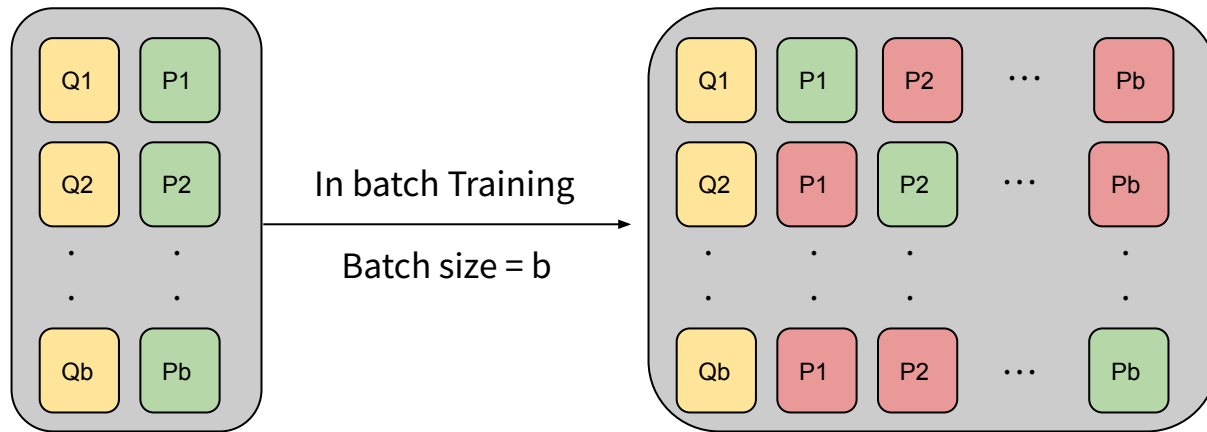 Q1 P1
Q2 P2
. .
. .
Qb Pb
In batch Training
Batch size = b
Q1 P1 P2 ... Pb
Q2 P1 P2 ... Pb
. . . .
. . . .
Qb P1 P2 ... Pb